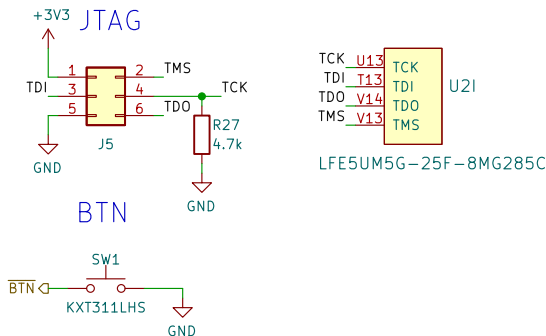 JTAG
+3V3
1 2 TMS
TDI 3 4 TCK
5 6 TDO
J5
GND
R27
4.7k
GND
TCK U13 TCK
TDI T13 TDI
TDO V14 TDO
TMS V13 TMS
U2I
LFE5UM5G-25F-8MG285C
BTN
SW1
BTN
KXT311LHS
GND